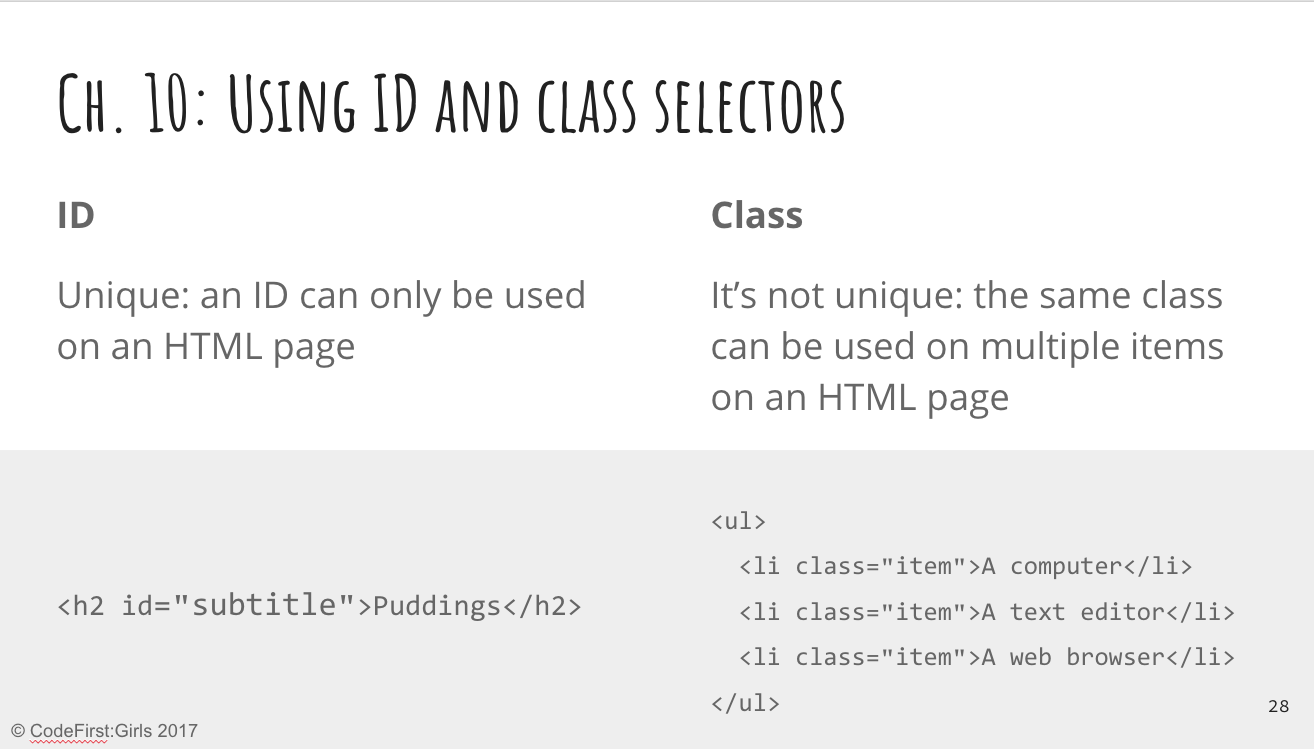 Ch. 10: Using ID and class selectors
ID
Unique: an ID can only be used
on an HTML page
<h2 id="subtitle">Puddings</h2>
Class
It’s not unique: the same class
can be used on multiple items
on an HTML page
<ul>
<li class="item">A computer</li>
<li class="item">A text editor</li>
<li class="item">A web browser</li>
</ul>
28
© CodeFirst:Girls 2017